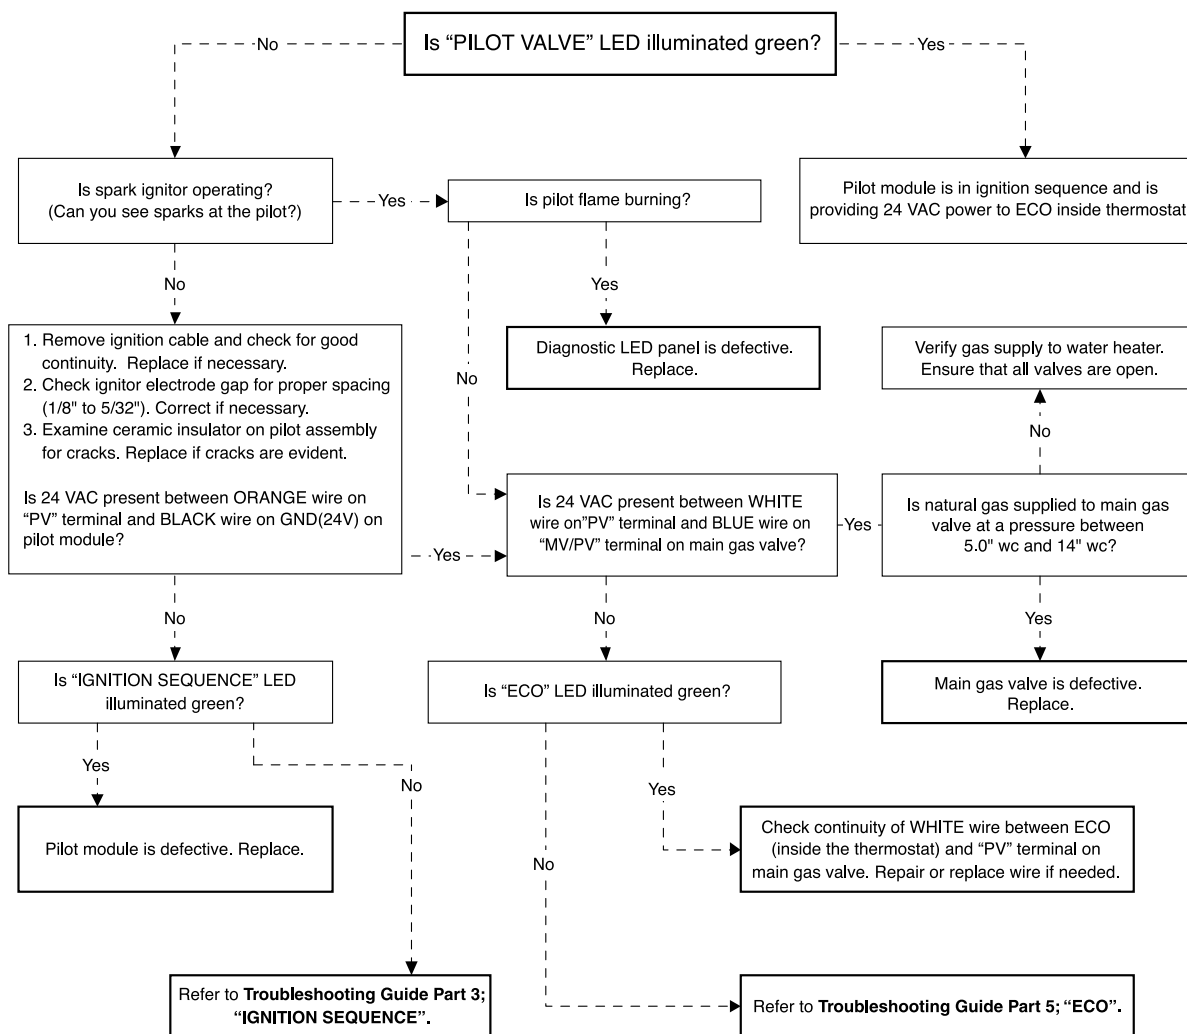 No
Is “PILOT VALVE” LED illuminated green?
Yes
Is spark ignitor operating?
(Can you see sparks at the pilot?)
Yes
Is pilot flame burning?
Pilot module is in ignition sequence and is
providing 24 VAC power to ECO inside thermostat
No
Yes
1. Remove ignition cable and check for good
continuity. Replace if necessary.
2. Check ignitor electrode gap for proper spacing
(1/8" to 5/32"). Correct if necessary.
3. Examine ceramic insulator on pilot assembly
for cracks. Replace if cracks are evident.
Is 24 VAC present between ORANGE wire on
“PV” terminal and BLACK wire on GND(24V) on
pilot module?
No
Diagnostic LED panel is defective.
Replace.
Verify gas supply to water heater.
Ensure that all valves are open.
No
Yes
Is 24 VAC present between WHITE
wire on”PV” terminal and BLUE wire on
“MV/PV” terminal on main gas valve?
Yes
Is natural gas supplied to main gas
valve at a pressure between
5.0" wc and 14" wc?
No
No
Yes
Is “IGNITION SEQUENCE” LED
illuminated green?
Is “ECO” LED illuminated green?
Main gas valve is defective.
Replace.
Yes
No
No
Yes
Pilot module is defective. Replace.
Check continuity of WHITE wire between ECO
(inside the thermostat) and “PV” terminal on
main gas valve. Repair or replace wire if needed.
Refer to Troubleshooting Guide Part 3;
“IGNITION SEQUENCE”.
Refer to Troubleshooting Guide Part 5; “ECO”.